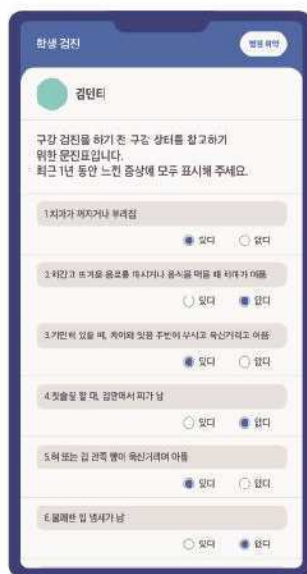 학생 검진
병원 예약
김먼티
구강 검진을 하기 전 구강 상태를 참고하기
위한 문진표입니다.
최근 1년 동안 느낀 증상에 모두 표시해 주세요.
1.치아가 깨지거나 부러짐
있다 없다
2.차갑고 뜨거운 음료를 마시거나 음식을 먹을 때 치아가 아픔
있다 없다
3.가만히 있을 때, 치아와 잇몸 주변이 쑤시고 욱신거리고 아픔
있다 없다
4.칫솔질 할 때, 잇몸에서 피가 남
있다 없다
5.혀 또는 입 안쪽 뺨이 욱신거리며 아픔
있다 없다
6.불쾌한 입 냄새가 남
있다 없다